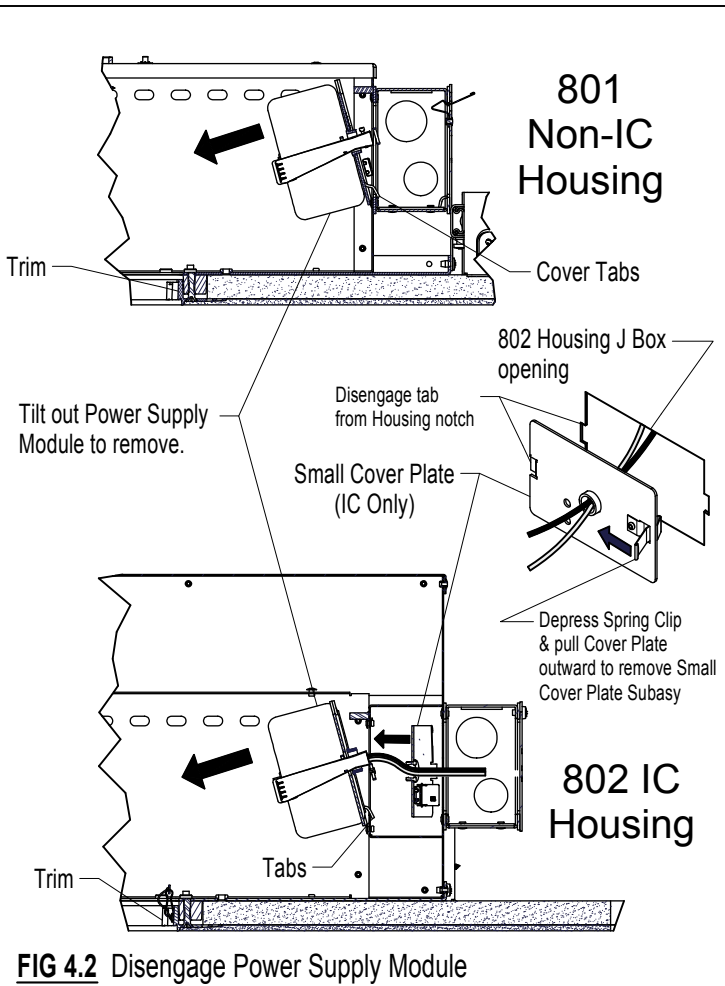 801
Non-IC
Housing
Trim
Cover Tabs
802 Housing J Box
opening
Disengage tab
from Housing notch
Tilt out Power Supply
Module to remove.
Small Cover Plate
(IC Only)
Depress Spring Clip
& pull Cover Plate
outward to remove Small
Cover Plate Subasy
802 IC
Housing
Tabs
Trim
FIG 4.2 Disengage Power Supply Module